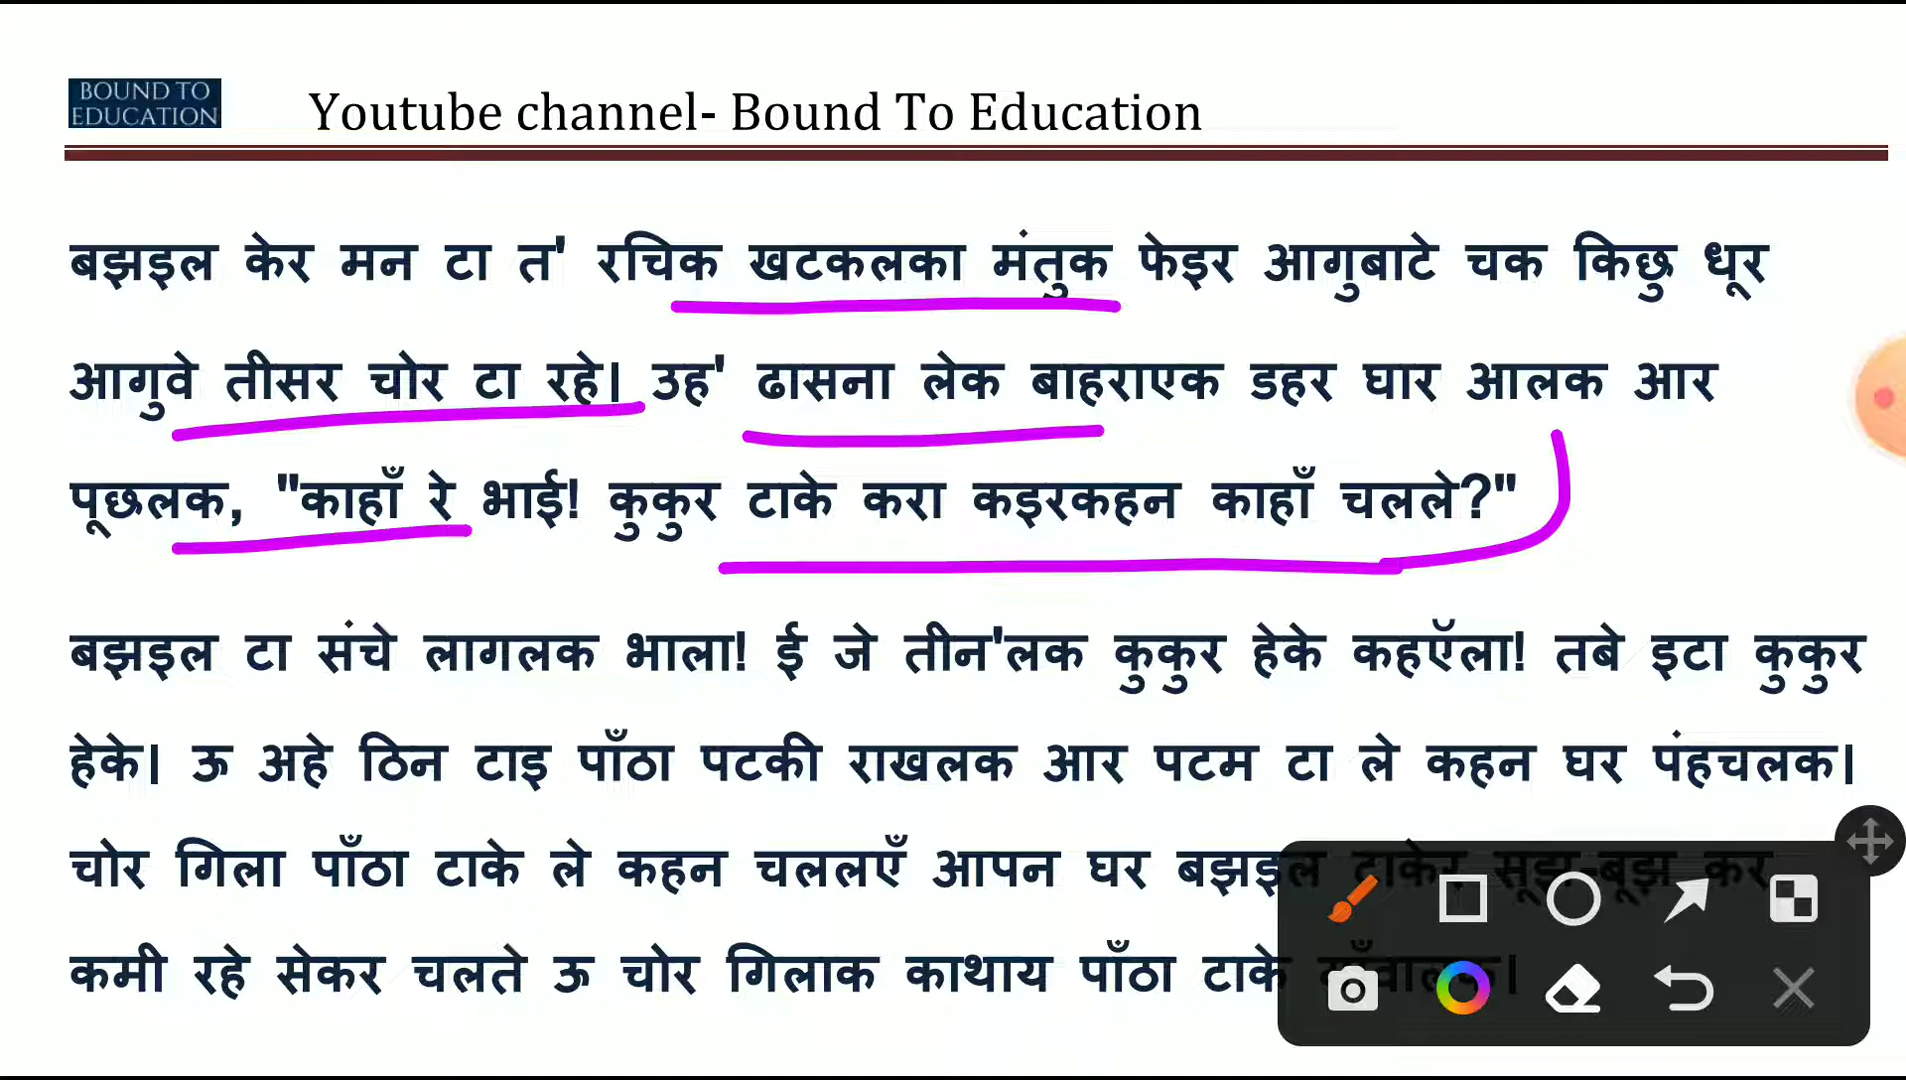 BOUND TO
EDUCATION
Youtube channel- Bound To Education
बझइल केर मन टा त' रचिक खटकलका मंतुक फेइर आगुबाटे चक किछु धूर
आगुवे तीसर चोर टा रहे। उह' ढासना लेक बाहराएक डहर घार आलक आर
पूछलक, "काहाँ रे भाई! कुकुर टाके करा कइरकहन काहाँ चलले?"
बझइल टा संचे लागलक भाला! ई जे तीन'लक कुकुर हेके कहऍला! तबे इटा कुकुर
हेके। ऊ अहे ठिन टाइ पाँठा पटकी राखलक आर पटम टा ले कहन घर पंहचलक।
चोर गिला पाँठा टाके ले कहन चललएँ आपन घर बझइल टाकेर सूझ-बूझ कर
कमी रहे सेकर चलते ऊ चोर गिलाक काथाय पाँठा टाके गँवालक।